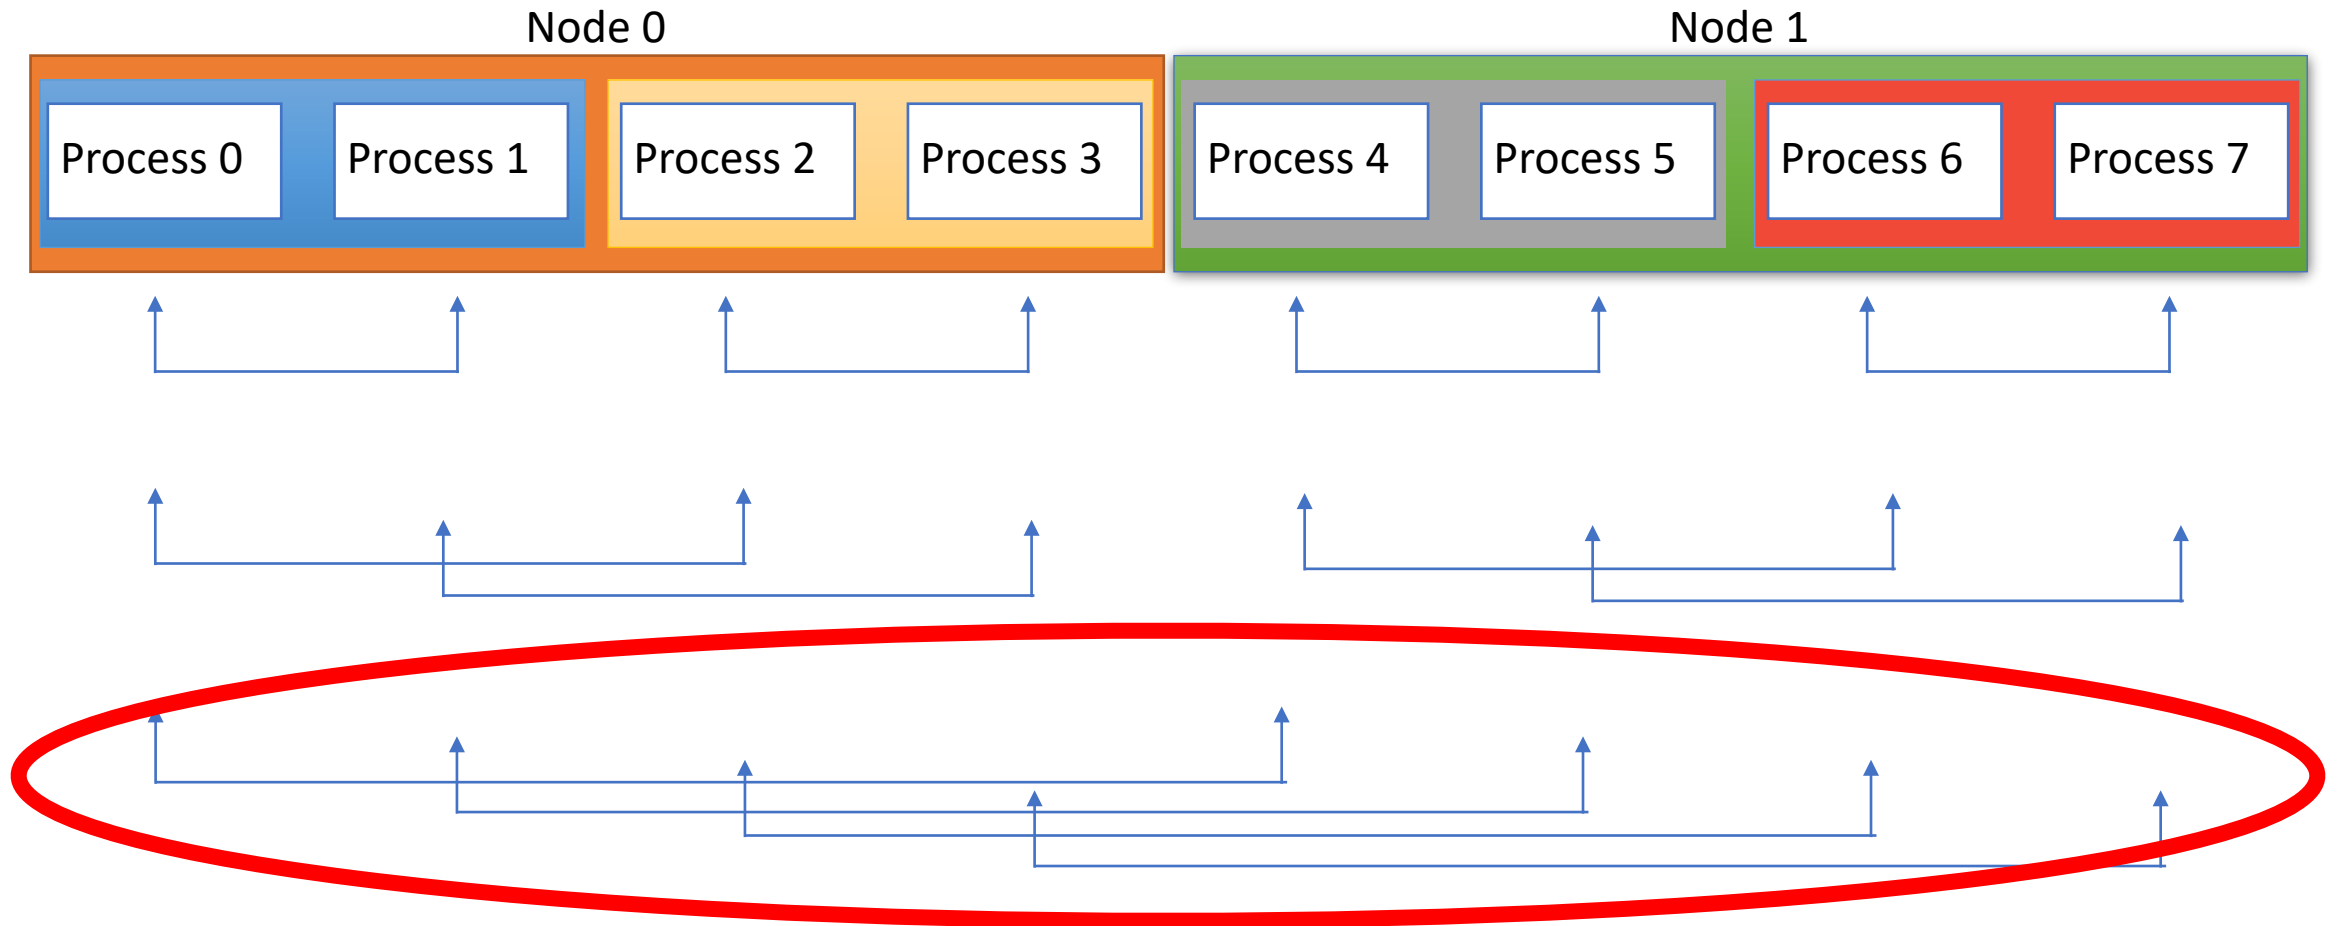 Node 0
Node 1
Process 0
Process 1
Process 2
Process 3
Process 4
Process 5
Process 6
Process 7